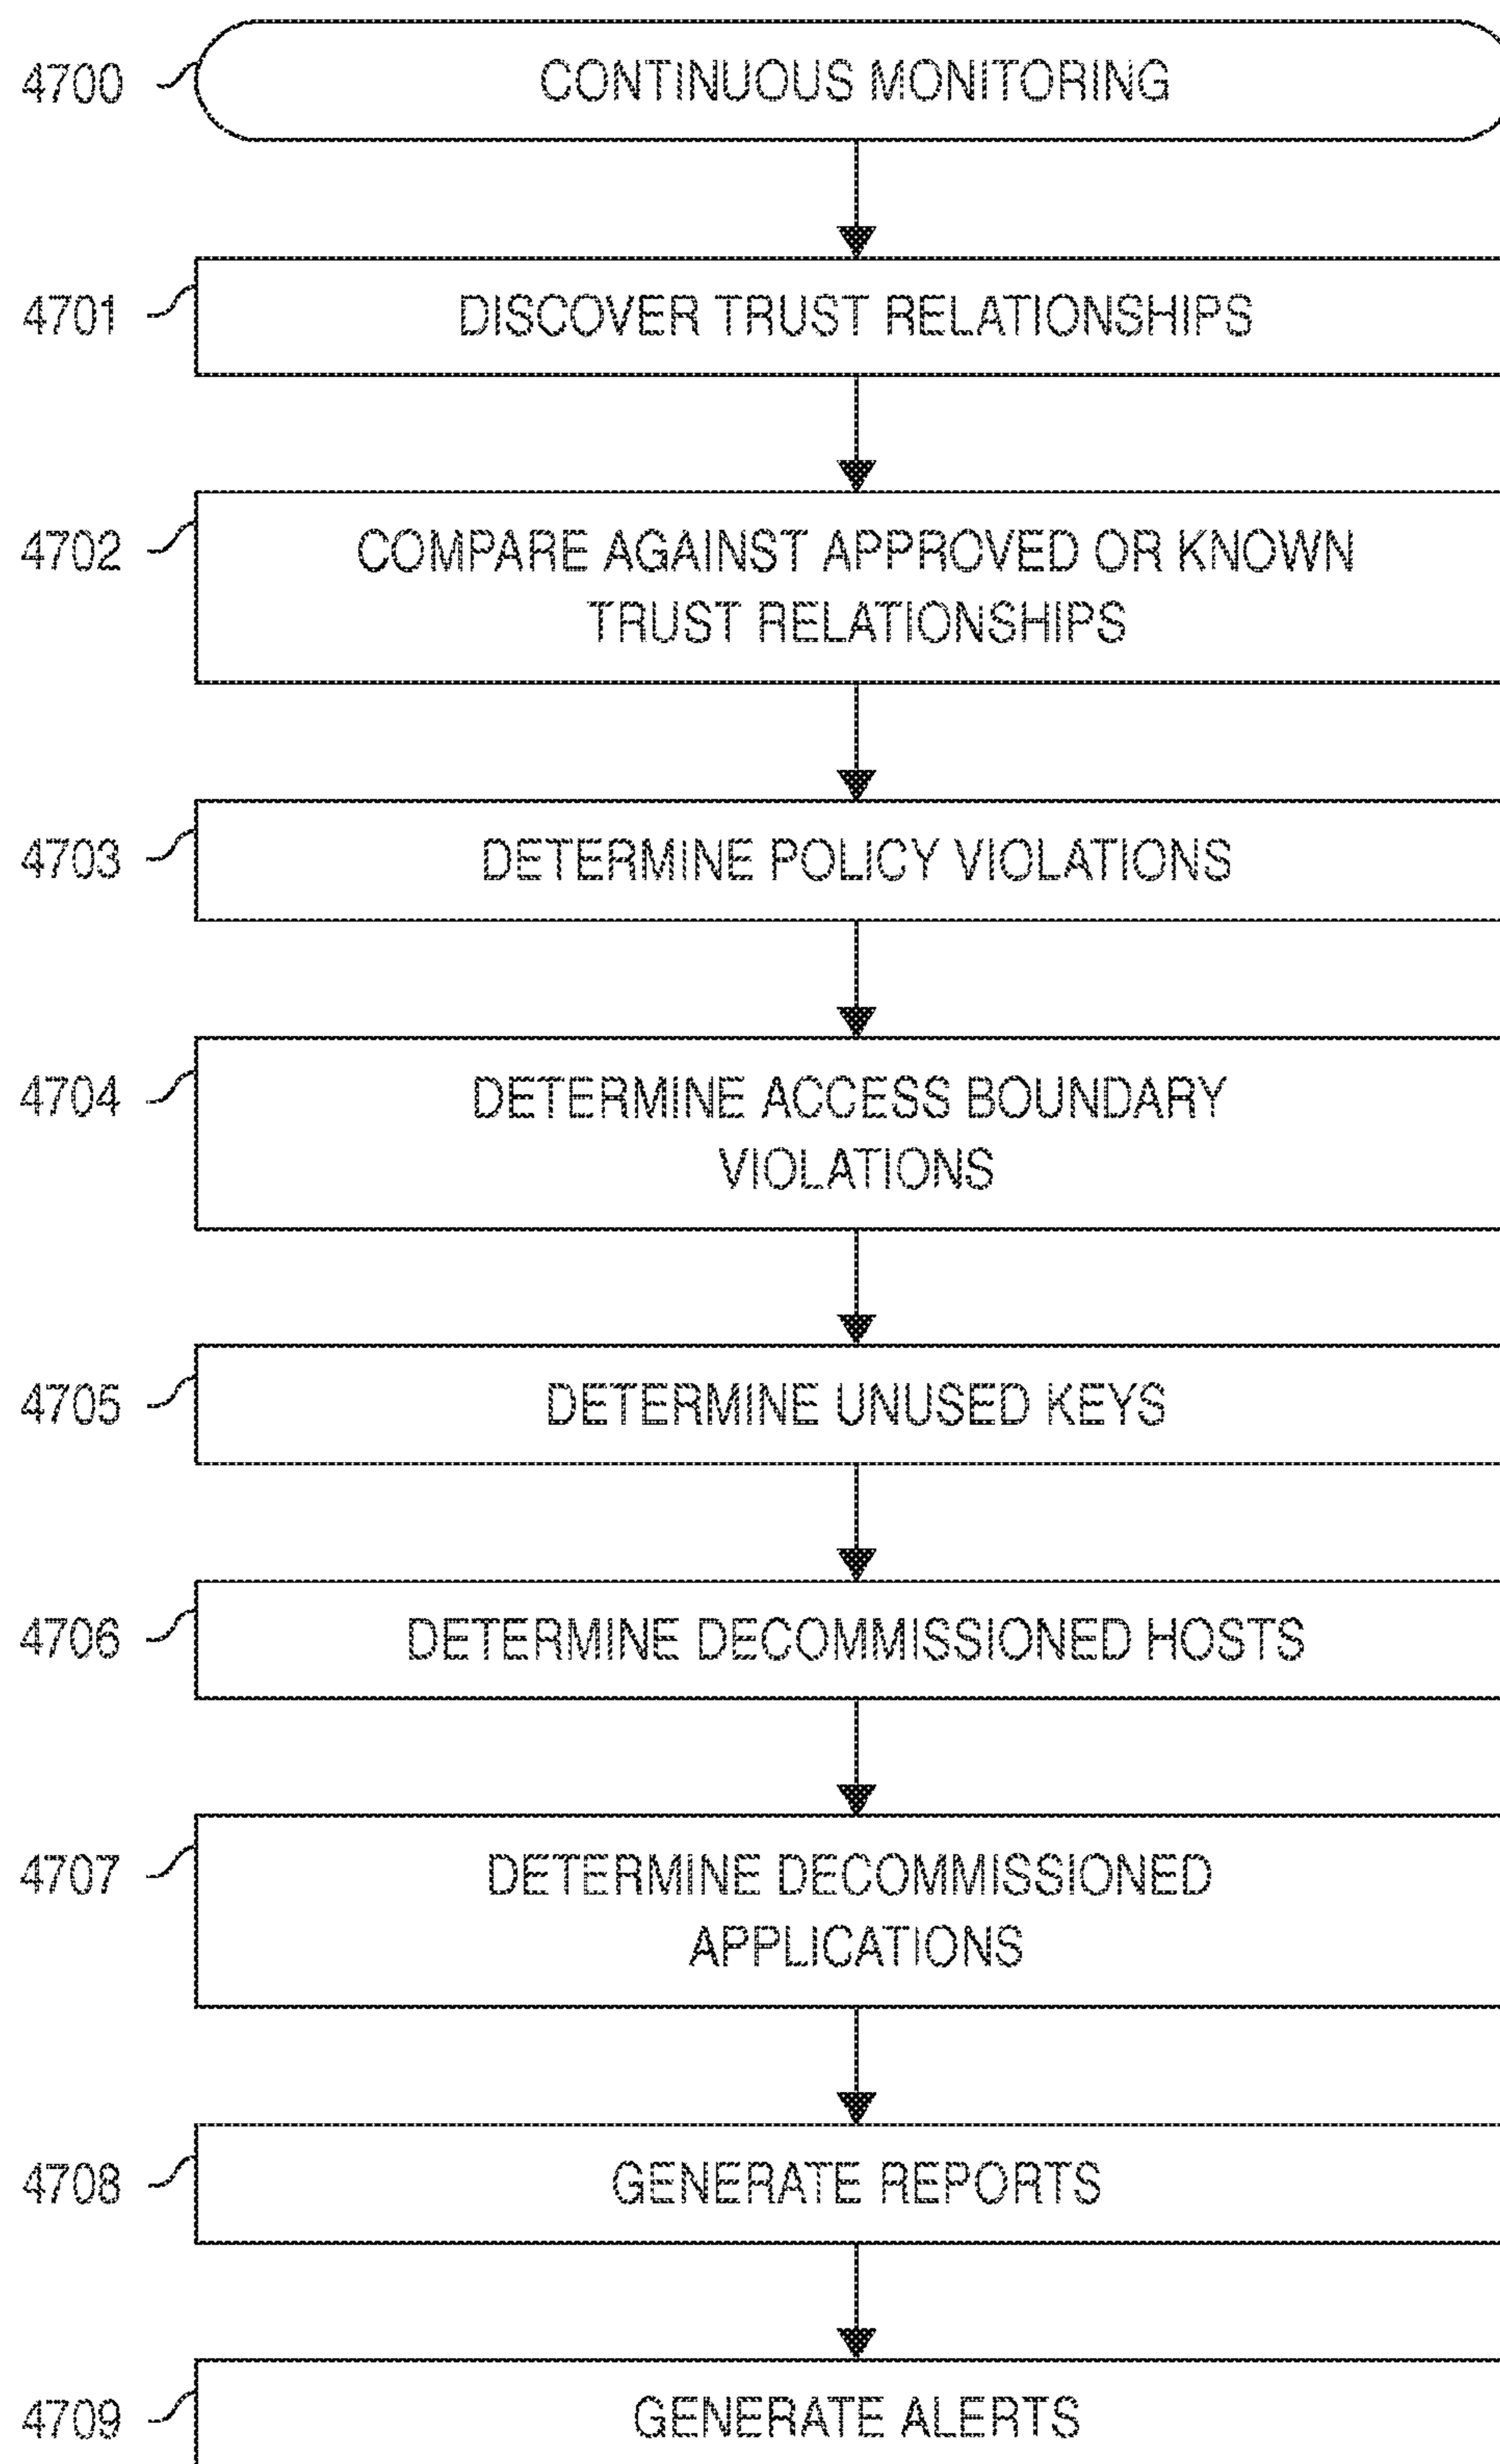 4700 CONTINUOUS MONITORING
4701 DISCOVER TRUST RELATIONSHIPS
4702 COMPARE AGAINST APPROVED OR KNOWN
TRUST RELATIONSHIPS
4703 DETERMINE POLICY VIOLATIONS
4704 DETERMINE ACCESS BOUNDARY
VIOLATIONS
4705 DETERMINE UNUSED KEYS
4706 DETERMINE DECOMMISSIONED HOSTS
4707 DETERMINE DECOMMISSIONED
APPLICATIONS
4708 GENERATE REPORTS
4709 GENERATE ALERTS